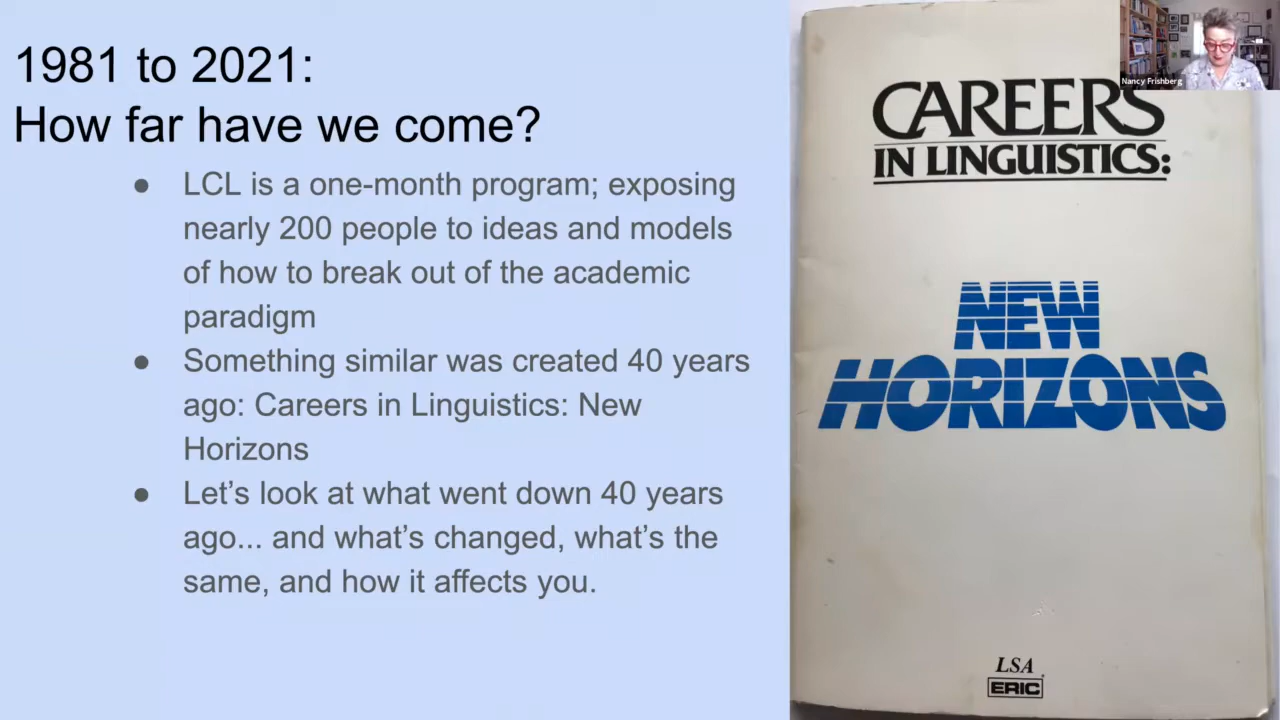 1981 to 2021:
How far have we come?
● LCL is a one-month program; exposing
nearly 200 people to ideas and models
of how to break out of the academic
paradigm
● Something similar was created 40 years
ago: Careers in Linguistics: New
Horizons
● Let’s look at what went down 40 years
ago... and what’s changed, what’s the
same, and how it affects you.
Nancy Frishberg
CAREERS
IN LINGUISTICS:
NEW
HORIZONS
LSA
ERIC